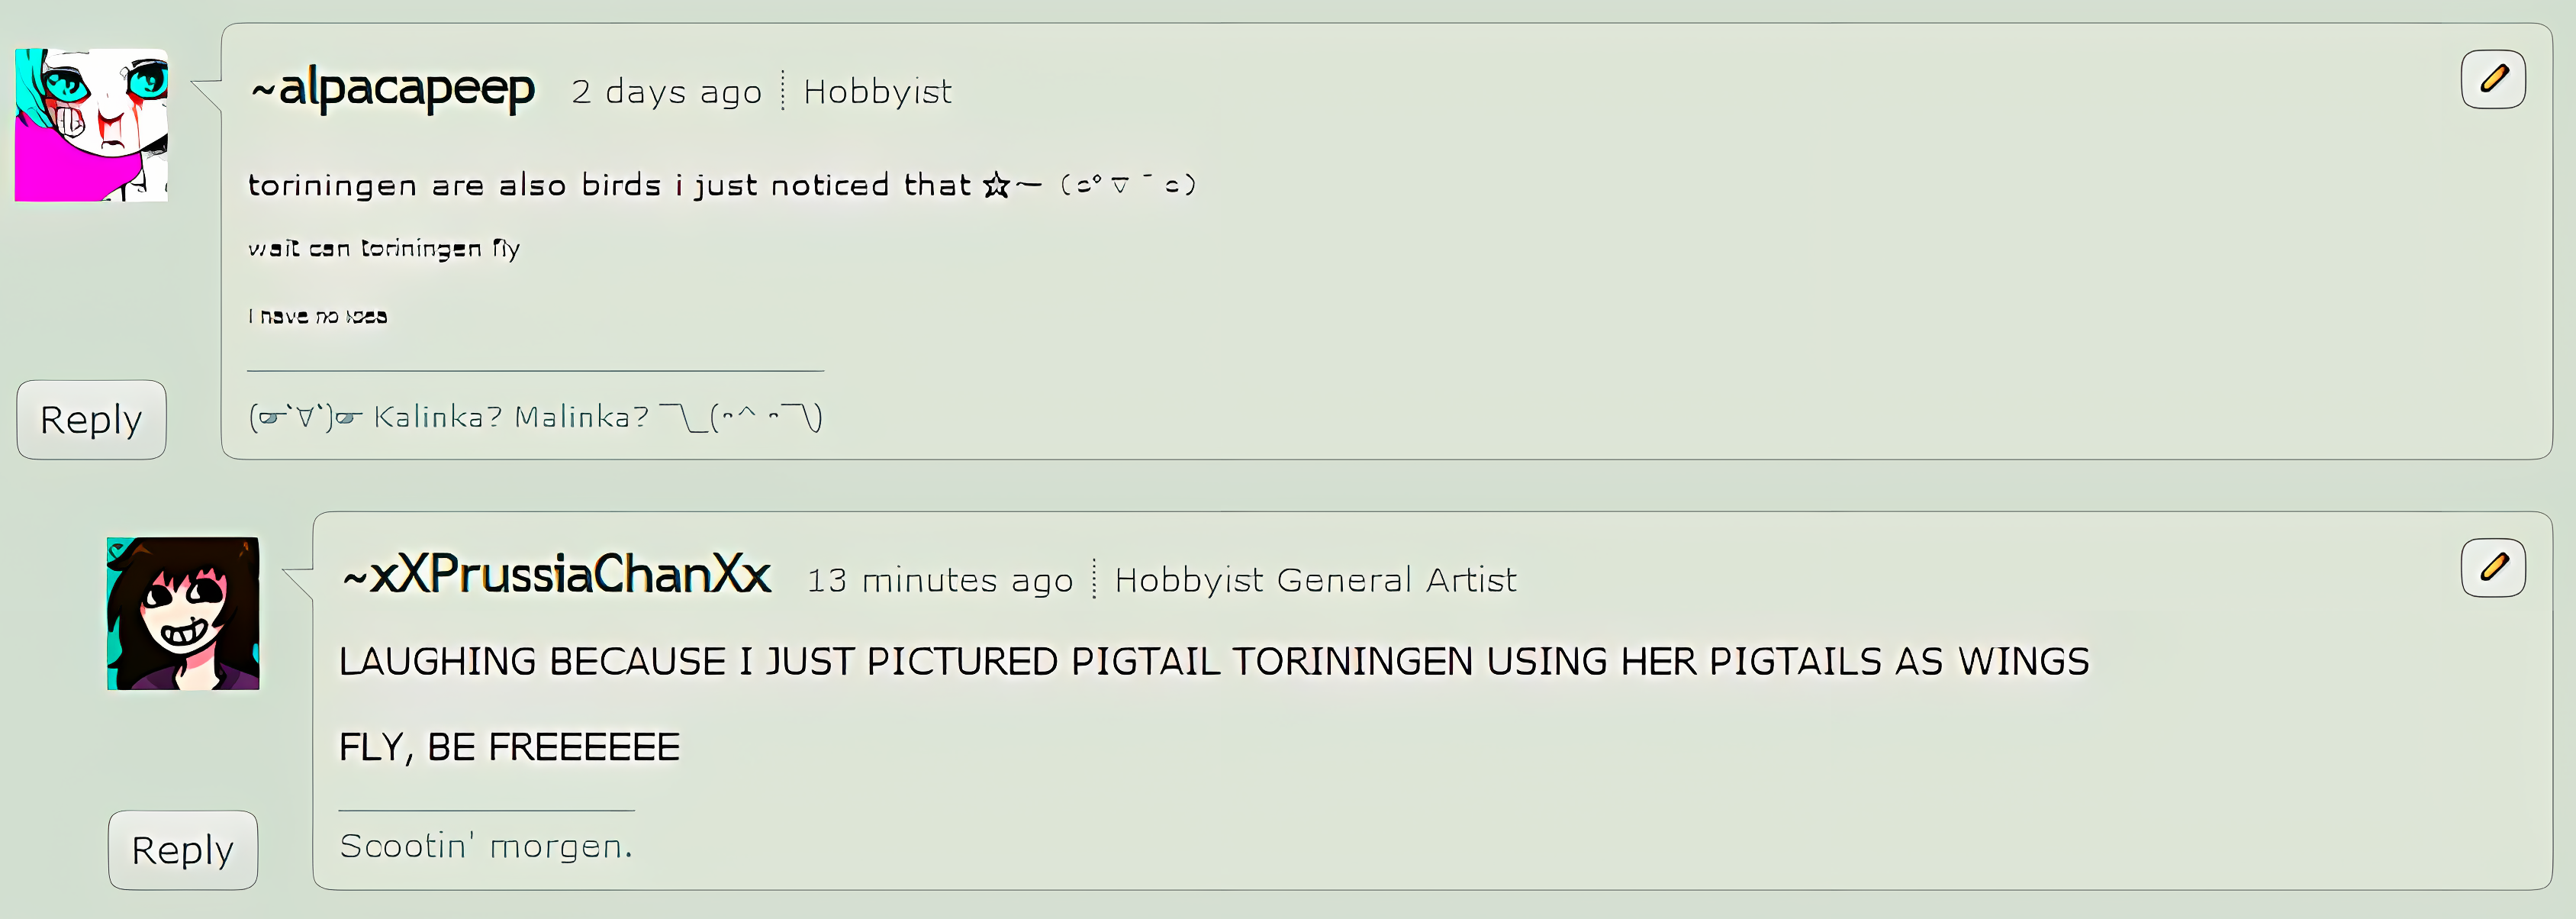 ~alpacapeep 2 days ago Hobbyist
toriningen are also birds i just noticed that ☆~
wait can toriningen fly
I have no idea
Kalinka? Malinka?
Reply
~xXPrussiaChanXx 13 minutes ago Hobbyist General Artist
LAUGHING BECAUSE I JUST PICTURED PIGTAIL TORININGEN USING HER PIGTAILS AS WINGS
FLY, BE FREEEEEE
Scootin' morgen.
Reply